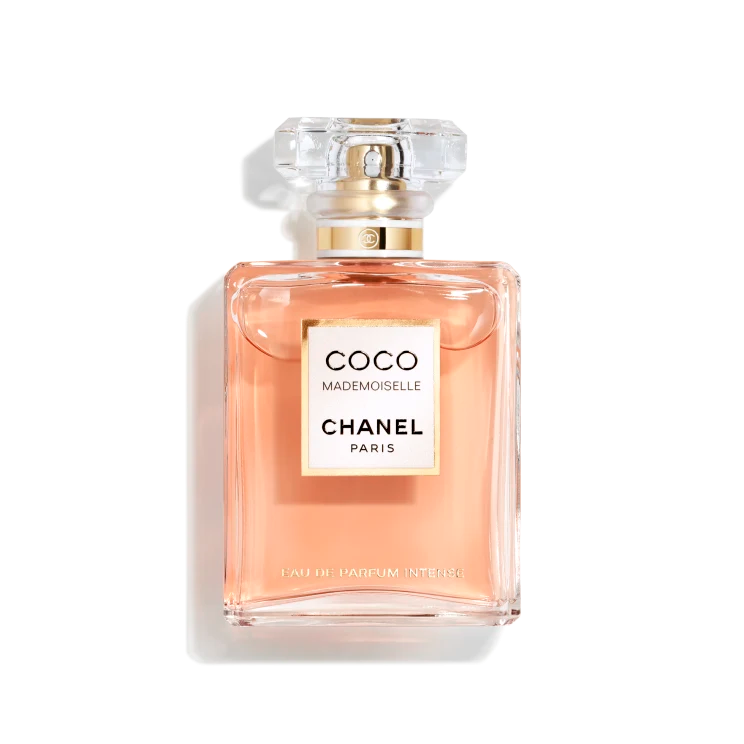 COCO
MADEMOISELLE
CHANEL
PARIS
EAU DE PARFUM INTENSE